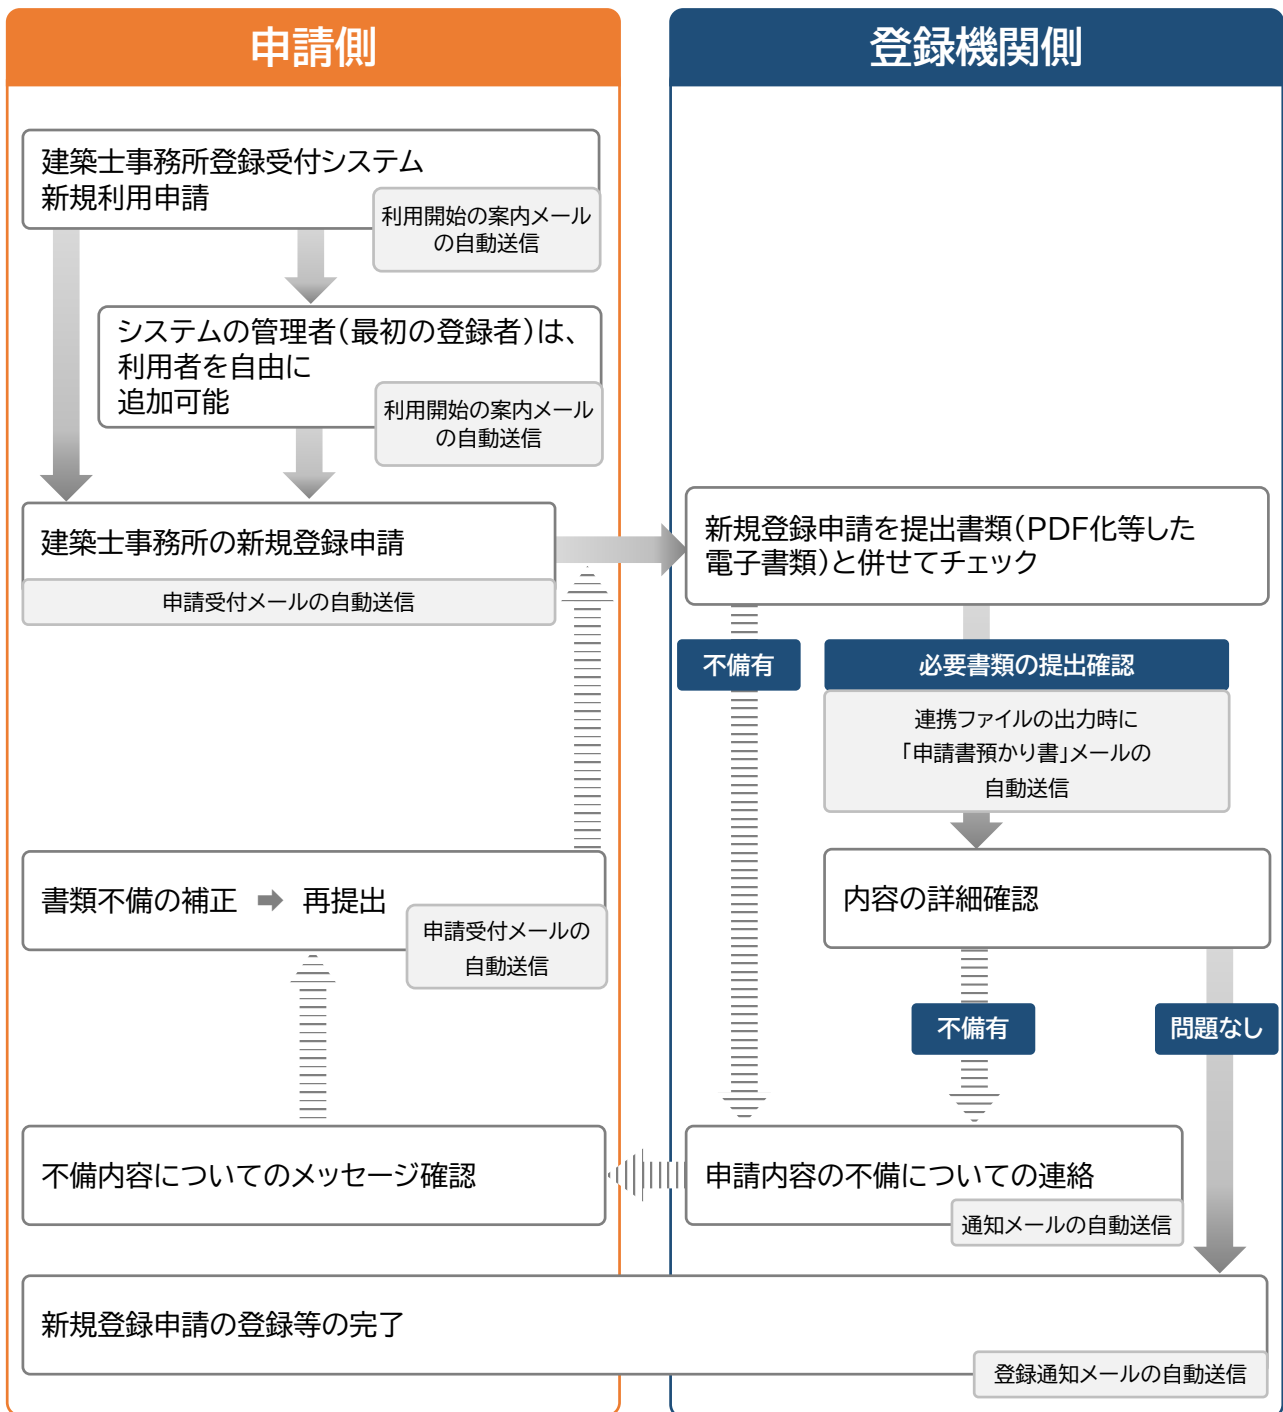 申請側
登録機関側
建築士事務所登録受付システム
新規利用申請
利用開始の案内メール
の自動送信
システムの管理者(最初の登録者)は、
利用者を自由に
追加可能
利用開始の案内メール
の自動送信
建築士事務所の新規登録申請
申請受付メールの自動送信
新規登録申請を提出書類(PDF化等した
電子書類)と併せてチェック
不備有
必要書類の提出確認
連携ファイルの出力時に
「申請書預かり書」メールの
自動送信
書類不備の補正 ➡ 再提出
申請受付メールの
自動送信
内容の詳細確認
不備有
問題なし
不備内容についてのメッセージ確認
申請内容の不備についての連絡
通知メールの自動送信
新規登録申請の登録等の完了
登録通知メールの自動送信